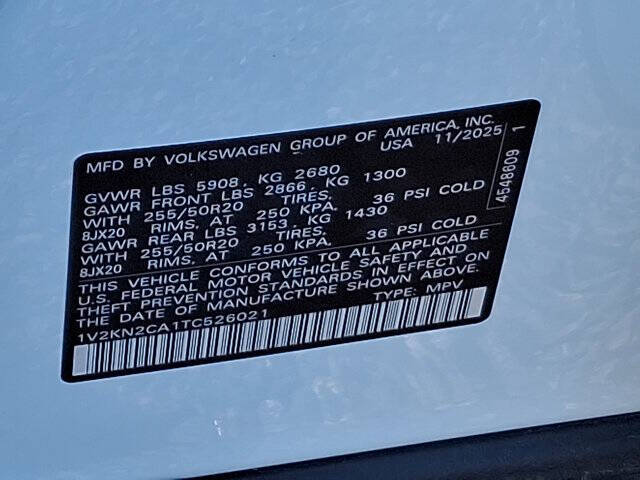 MFD BY VOLKSWAGEN GROUP OF AMERICA, INC.
USA 11/2025
GVWR LBS 5908, KG 2680
GAWR FRONT LBS 2866, KG 1300
WITH 255/50R20 TIRES, 36 PSI COLD
8JX20 RIMS, AT 250 KPA,
GAWR REAR LBS 3153, KG 1430
WITH 255/50R20 TIRES, 36 PSI COLD
8JX20 RIMS. AT 250 KPA.
THIS VEHICLE CONFORMS TO ALL APPLICABLE
U.S. FEDERAL MOTOR VEHICLE SAFETY AND
THEFT PREVENTION STANDARDS IN EFFECT ON
THE DATE OF MANUFACTURE SHOWN ABOVE.
1V2KN2CA1TC526021 TYPE: MPV
4548609 1